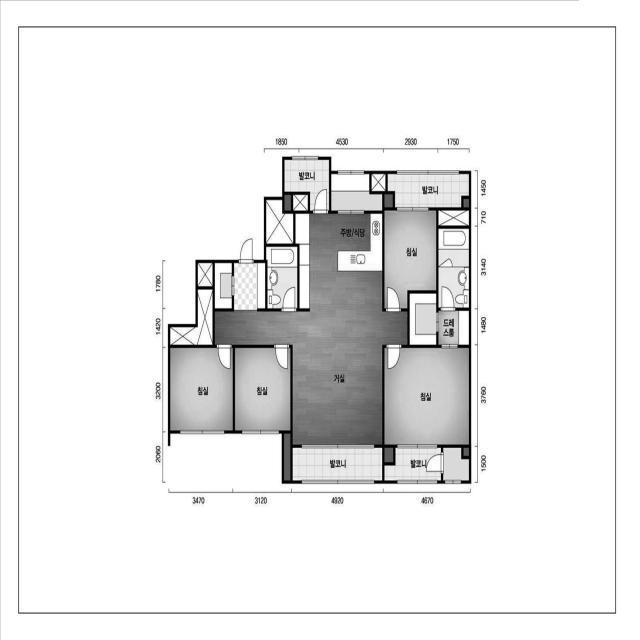 1850 4530 2930 1750
발코니
발코니
1450
710
주방/식당
침실
3140
1780
드레
스룸
1480
1420
거실
침실
침실
침실
3200
3760
발코니
발코니
2060
1500
3470 3120 4920 4670